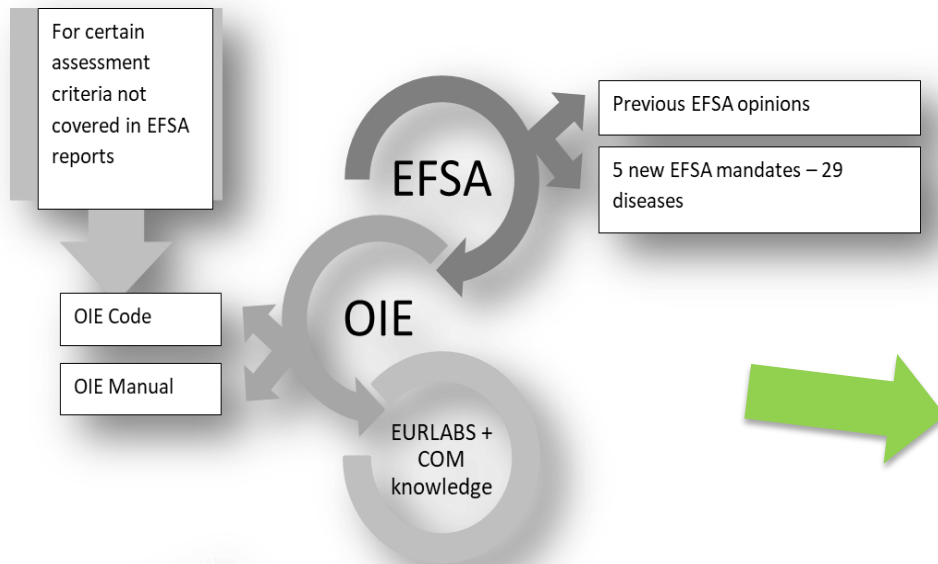 For certain
assessment
criteria not
covered in EFSA
reports
EFSA
Previous EFSA opinions
5 new EFSA mandates – 29
diseases
OIE
OIE Code
OIE Manual
EURLABS +
COM
knowledge